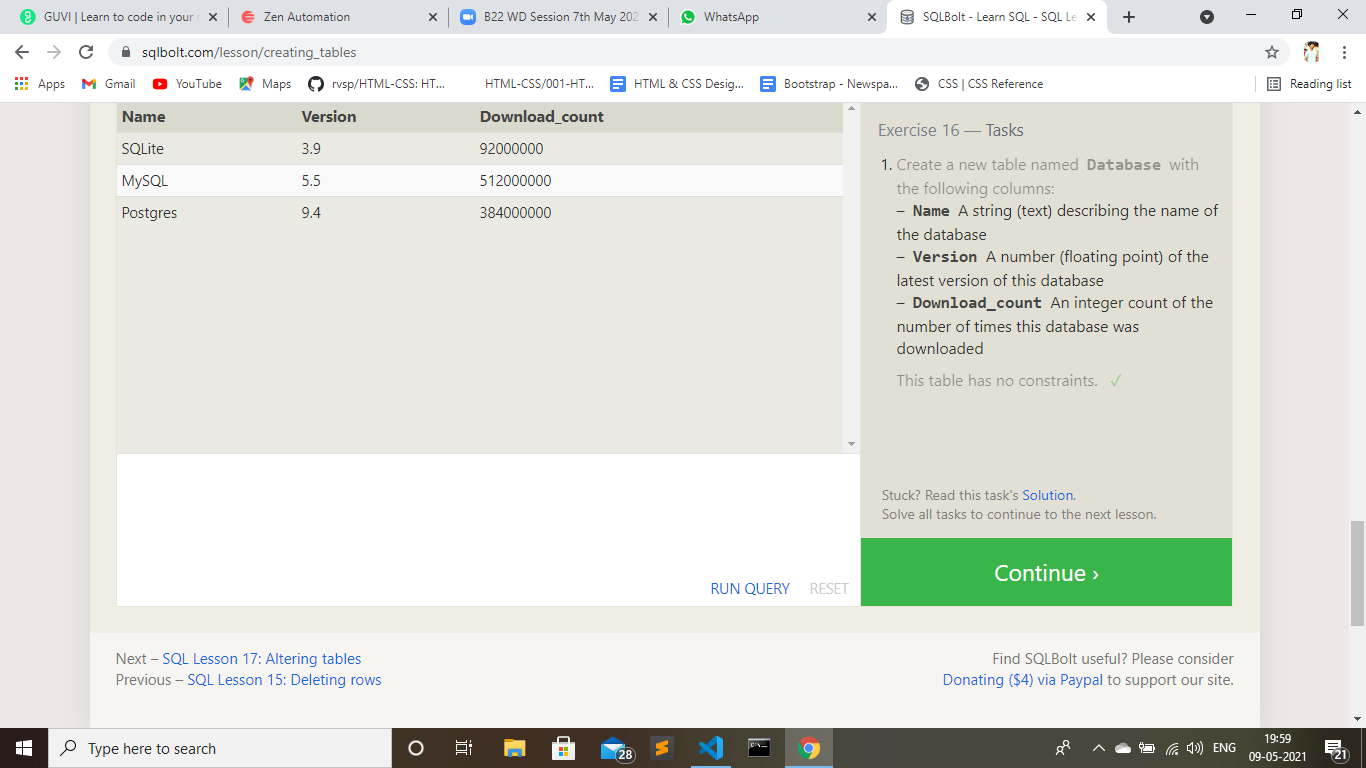 GUVI | Learn to code in your n
Zen Automation
B22 WD Session 7th May 202
WhatsApp
SQLBolt - Learn SQL - SQL Le
sqlbolt.com/lesson/creating_tables
Apps Gmail YouTube Maps rvsp/HTML-CSS: HT... HTML-CSS/001-HT... HTML & CSS Desig... Bootstrap - Newspa... CSS | CSS Reference Reading list
Name Version Download_count
SQLite 3.9 92000000
MySQL 5.5 512000000
Postgres 9.4 384000000
RUN QUERY RESET
Exercise 16 — Tasks
1. Create a new table named Database with
the following columns:
– Name A string (text) describing the name of
the database
– Version A number (floating point) of the
latest version of this database
– Download_count An integer count of the
number of times this database was
downloaded
This table has no constraints. ✓
Stuck? Read this task's Solution.
Solve all tasks to continue to the next lesson.
Continue ›
Next – SQL Lesson 17: Altering tables
Previous – SQL Lesson 15: Deleting rows
Find SQLBolt useful? Please consider
Donating ($4) via Paypal to support our site.
Type here to search
28
ENG
19:59
09-05-2021
21